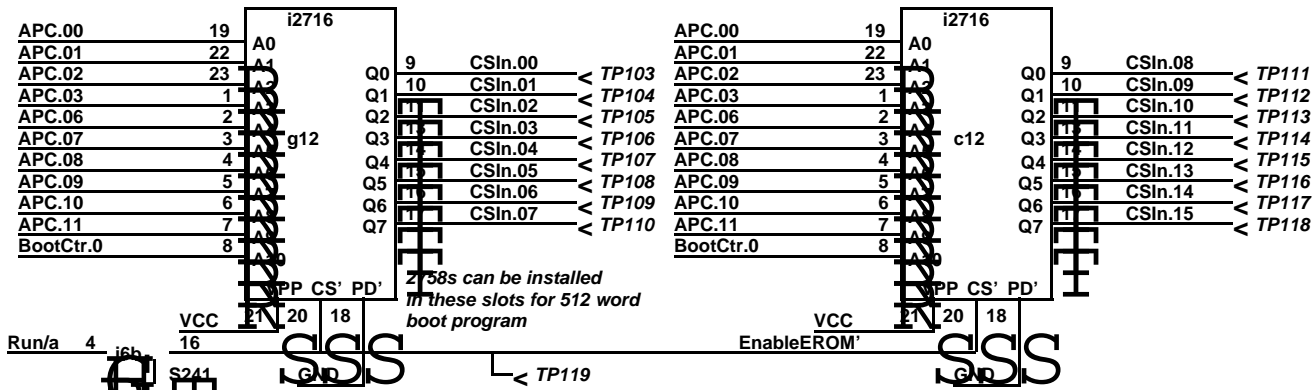 i2716
APC.00 19 A0
APC.01 22 A1
APC.02 23
APC.03 1
APC.06 2
APC.07 3
APC.08 4
APC.09 5
APC.10 6
APC.11 7
BootCtr.0 8
g12
Q0 9 CSIn.00 < TP103
Q1 10 CSIn.01 < TP104
Q2 CSIn.02 < TP105
Q3 CSIn.03 < TP106
Q4 CSIn.04 < TP107
Q5 CSIn.05 < TP108
Q6 CSIn.06 < TP109
Q7 CSIn.07 < TP110
CS' PD'
VCC 21 20 18
2758s can be installed
in these slots for 512 word
boot program
i2716
APC.00 19 A0
APC.01 22 A1
APC.02 23
APC.03 1
APC.06 2
APC.07 3
APC.08 4
APC.09 5
APC.10 6
APC.11 7
BootCtr.0 8
c12
Q0 9 CSIn.08 < TP111
Q1 10 CSIn.09 < TP112
Q2 CSIn.10 < TP113
Q3 CSIn.11 < TP114
Q4 CSIn.12 < TP115
Q5 CSIn.13 < TP116
Q6 CSIn.14 < TP117
Q7 CSIn.15 < TP118
CS' PD'
VCC 21 20 18
Run/a 4 i6b 16 EnableEROM'
S241 SSS GND < TP119 SSS GND